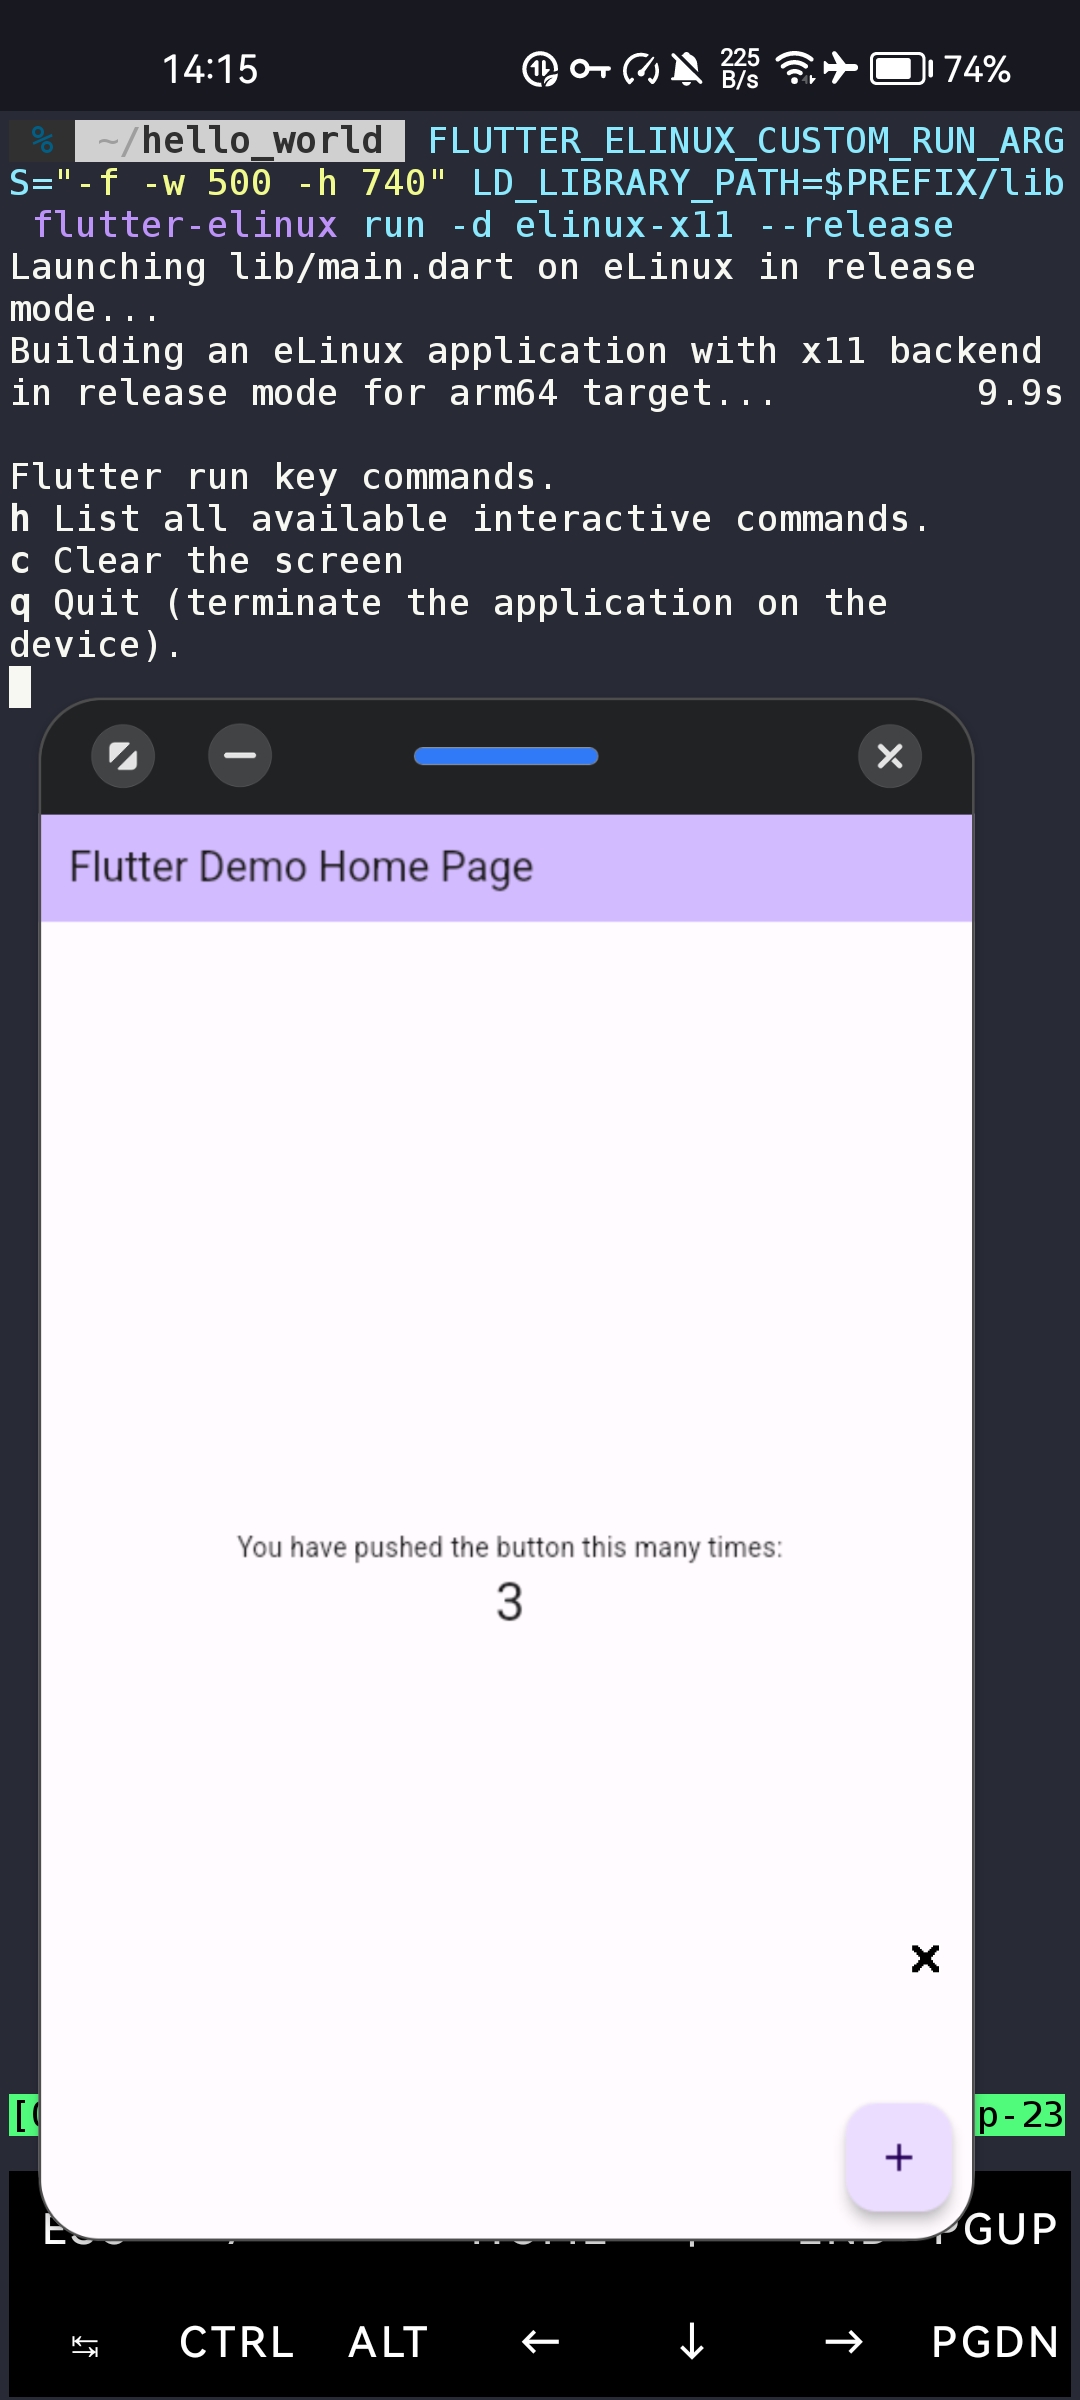 14:15 225 B/s 74%
% ~/hello_world FLUTTER_ELINUX_CUSTOM_RUN_ARG
S="-f -w 500 -h 740" LD_LIBRARY_PATH=$PREFIX/lib
flutter-elinux run -d elinux-x11 --release
Launching lib/main.dart on eLinux in release
mode...
Building an eLinux application with x11 backend
in release mode for arm64 target... 9.9s
Flutter run key commands.
h List all available interactive commands.
c Clear the screen
q Quit (terminate the application on the
device).
Flutter Demo Home Page
You have pushed the button this many times:
3
+
p-23
PGUP
CTRL ALT ← ↓ → PGDN